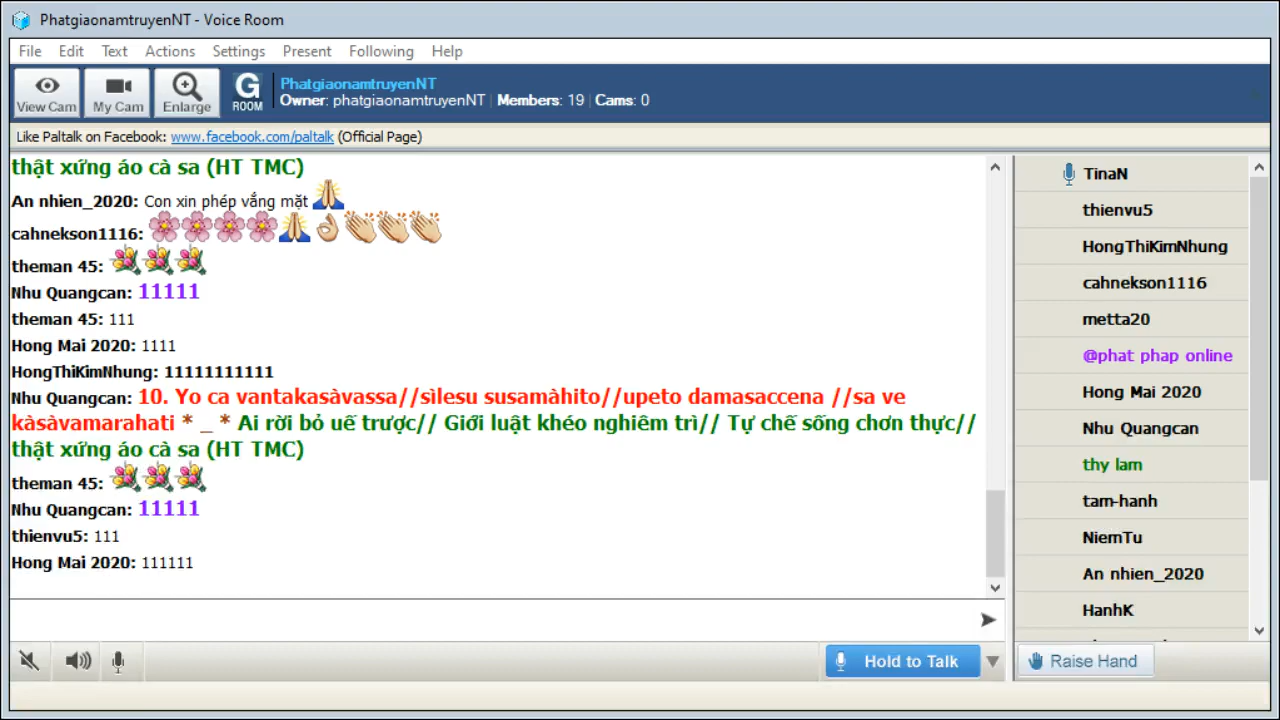 PhatgiaonamtruyenNT - Voice Room
File Edit Text Actions Settings Present Following Help
View Cam My Cam Enlarge G ROOM
PhatgiaonamtruyenNT
Owner: phatgiaonamtruyenNT | Members: 19 | Cams: 0
Like Paltalk on Facebook: www.facebook.com/paltalk (Official Page)
thật xứng áo cà sa (HT TMC)
An nhien_2020: Con xin phép vắng mặt
cahnekson1116:
theman 45:
Nhu Quangcan: 11111
theman 45: 111
Hong Mai 2020: 1111
HongThiKimNhung: 11111111111
Nhu Quangcan: 10. Yo ca vantakasàvassa//sìlesu susamàhito//upeto damasaccena //sa ve
kàsàvamarahati * _ * Ai rời bỏ uế trược// Giới luật khéo nghiêm trì// Tự chế sống chơn thực//
thật xứng áo cà sa (HT TMC)
theman 45:
Nhu Quangcan: 11111
thienvu5: 111
Hong Mai 2020: 111111
TinaN
thienvu5
HongThiKimNhung
cahnekson1116
metta20
@phat phap online
Hong Mai 2020
Nhu Quangcan
thy lam
tam-hanh
NiemTu
An nhien_2020
HanhK
Hold to Talk
Raise Hand